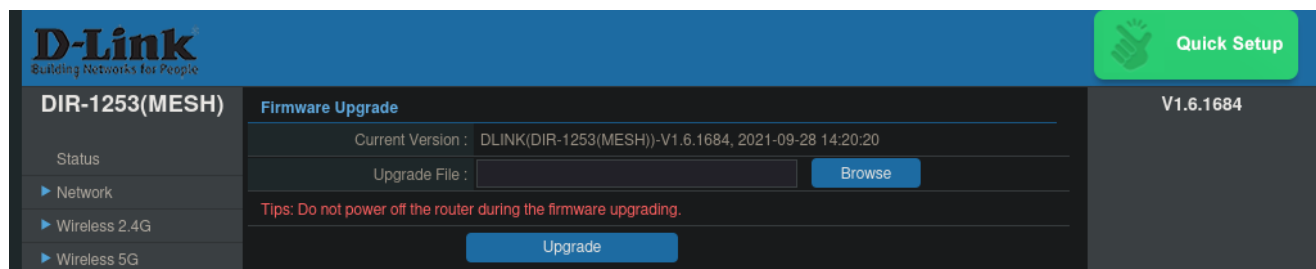 D-Link
Building Networks for People
Quick Setup
DIR-1253(MESH)
Status
Network
Wireless 2.4G
Wireless 5G
Firmware Upgrade
Current Version : DLINK(DIR-1253(MESH))-V1.6.1684, 2021-09-28 14:20:20
Upgrade File :
Browse
Tips: Do not power off the router during the firmware upgrading.
Upgrade
V1.6.1684